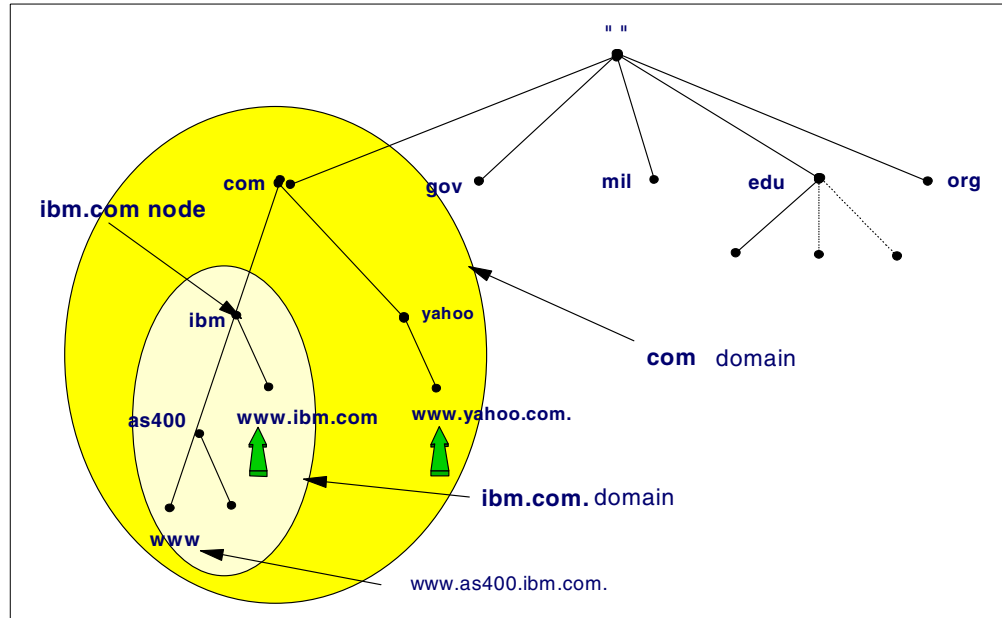 " "
com
gov
mil
edu
org
ibm.com node
ibm
yahoo
com domain
as400
www.ibm.com
www.yahoo.com.
ibm.com. domain
www
www.as400.ibm.com.